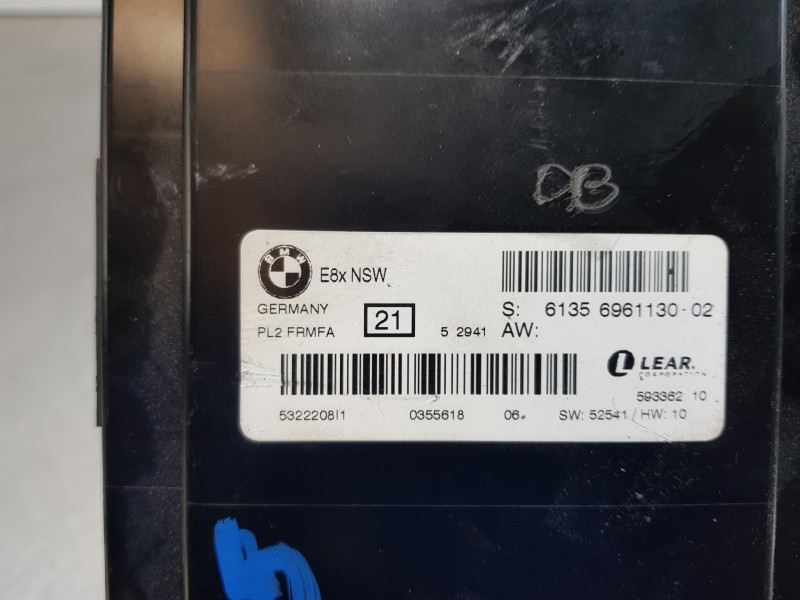 DB
BMW
E8x NSW
GERMANY
PL2 FRMFA
21
5 2941
S: 6135 6961130-02
AW:
LEAR.
CORPORATION
593362 10
5322208I1 0355618 06. SW: 52541 / HW: 10